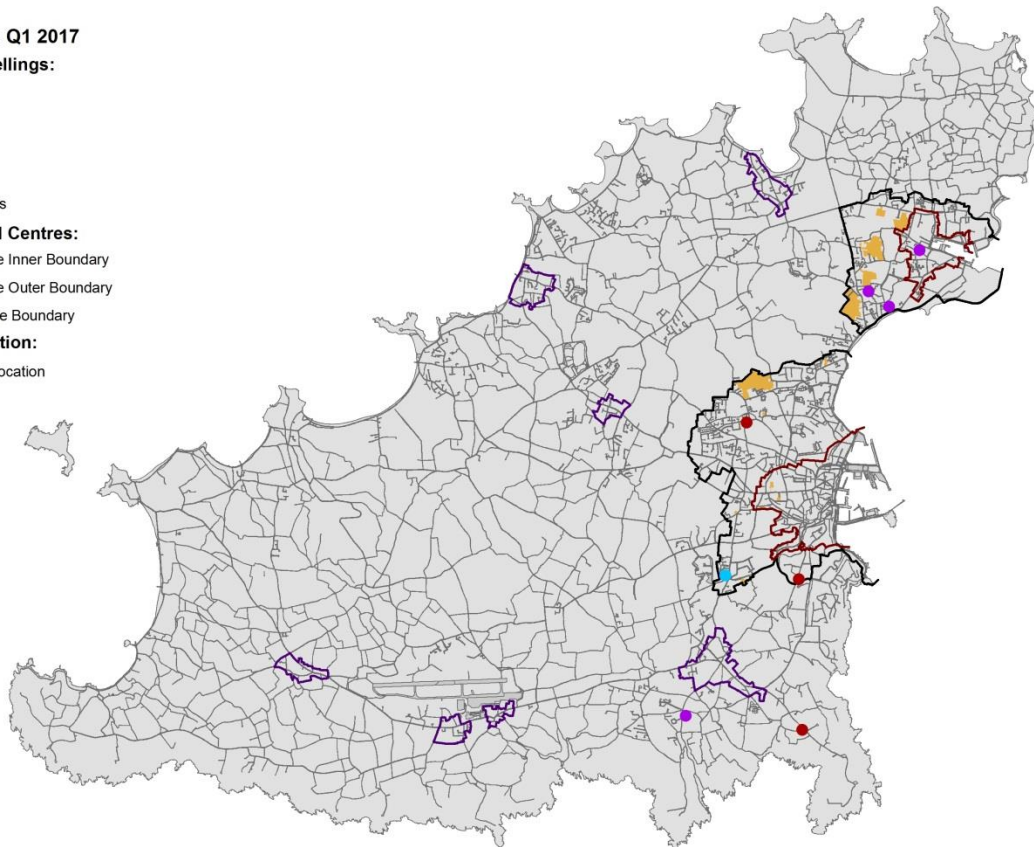 Q1 2017
ellings:
s
l Centres:
e Inner Boundary
e Outer Boundary
e Boundary
tion:
ocation